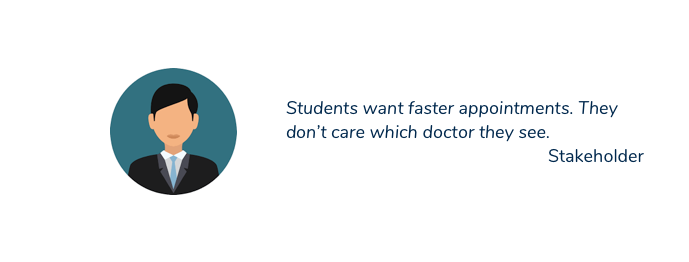 Students want faster appointments. They
don’t care which doctor they see.
Stakeholder